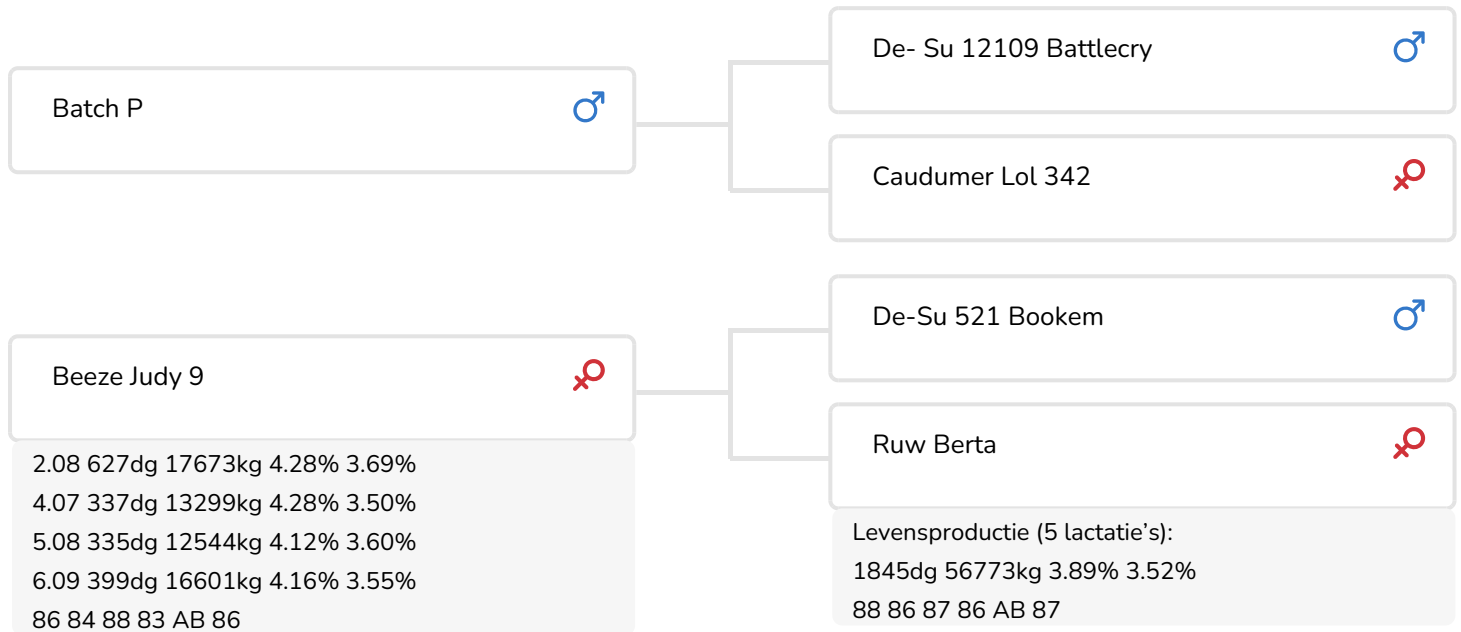 Batch P
De- Su 12109 Battlecry
Caudumer Lol 342
Beeze Judy 9
2.08 627dg 17673kg 4.28% 3.69%
4.07 337dg 13299kg 4.28% 3.50%
5.08 335dg 12544kg 4.12% 3.60%
6.09 399dg 16601kg 4.16% 3.55%
86 84 88 83 AB 86
De-Su 521 Bookem
Ruw Berta
Levensproductie (5 lactatie’s):
1845dg 56773kg 3.89% 3.52%
88 86 87 86 AB 87